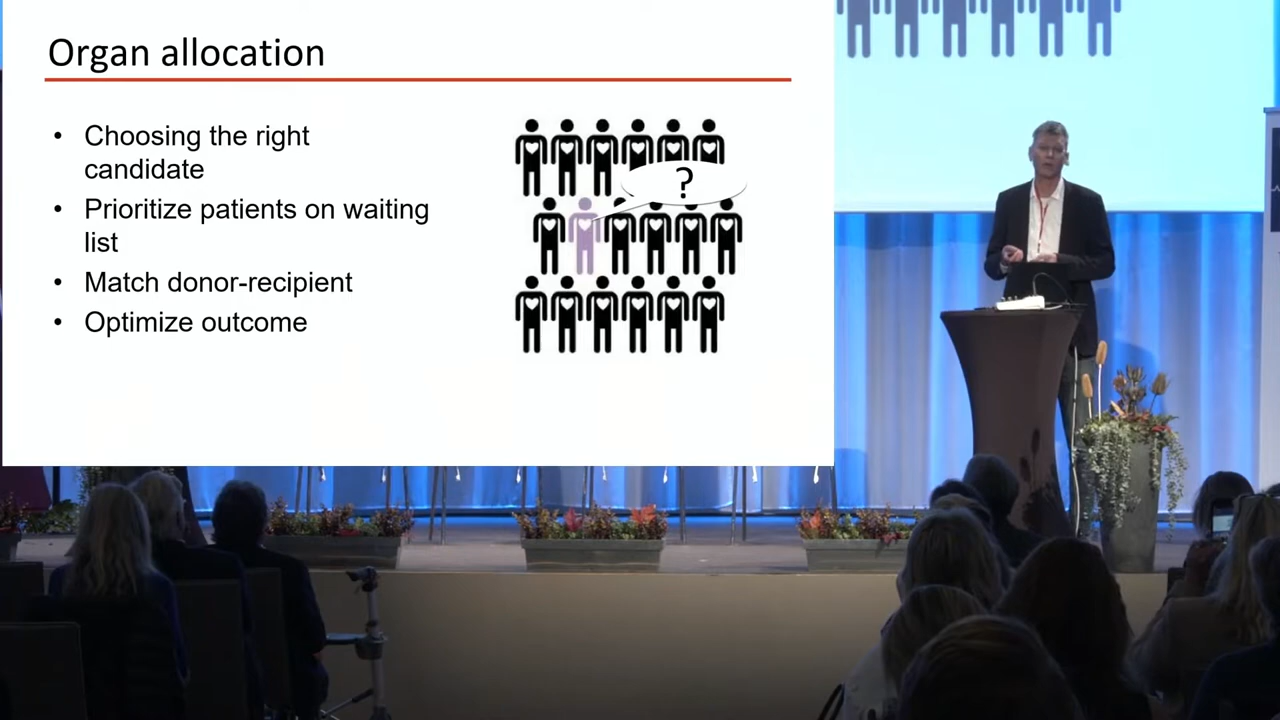 Organ allocation
• Choosing the right
candidate
• Prioritize patients on waiting
list
• Match donor-recipient
• Optimize outcome
?